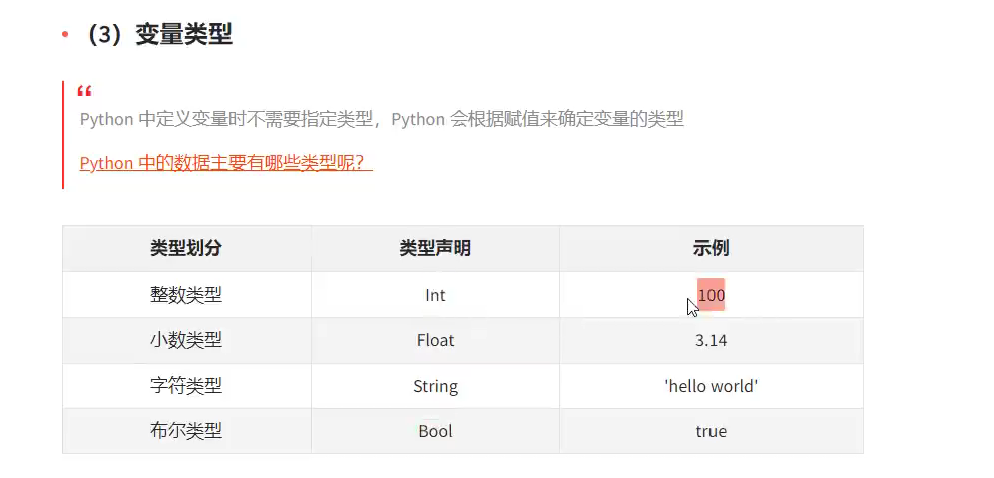 （3）变量类型
“
Python 中定义变量时不需要指定类型，Python 会根据赋值来确定变量的类型
Python 中的数据主要有哪些类型呢？
类型划分 类型声明 示例
整数类型 Int 100
小数类型 Float 3.14
字符类型 String 'hello world'
布尔类型 Bool true